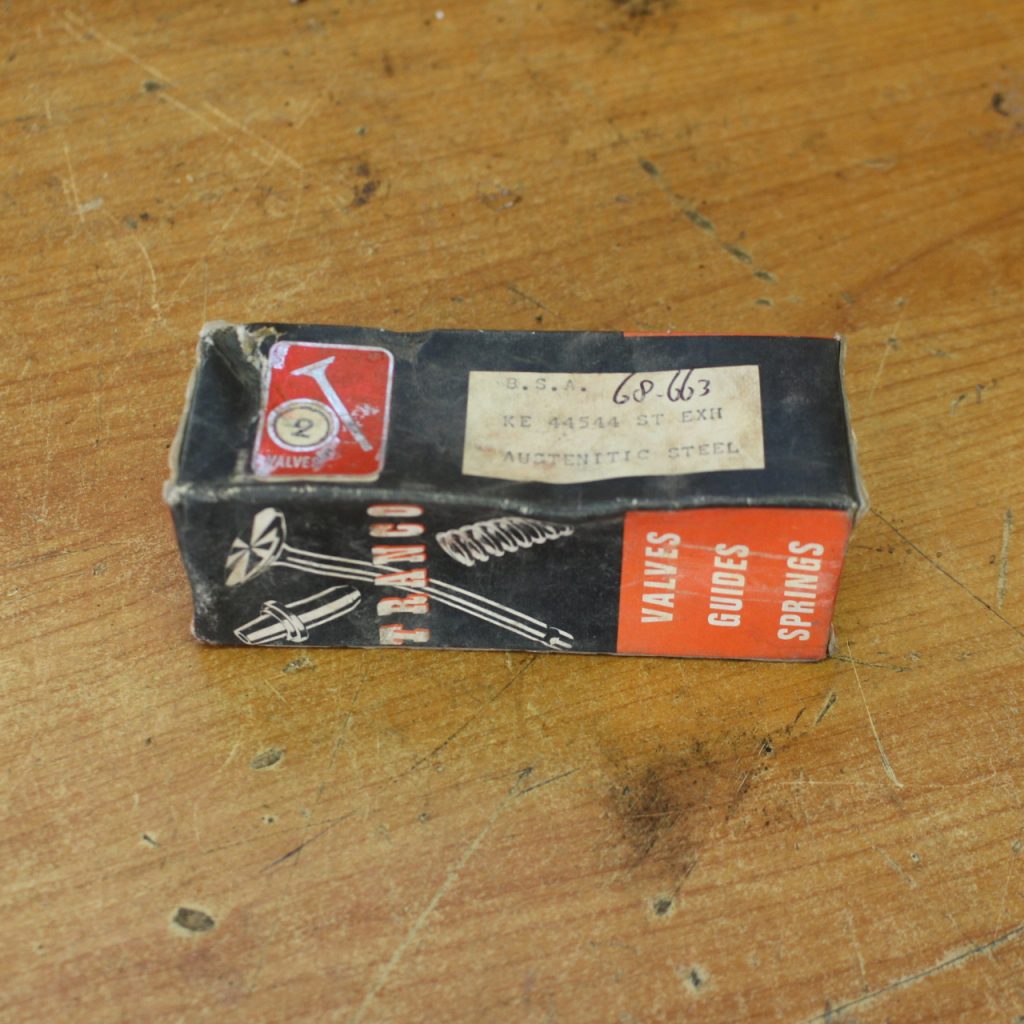 B.S.A. 68-663
KE 44544 ST EXH
AUSTENITIC STEEL
2
VALVES
TRANCO
VALVES
GUIDES
SPRINGS